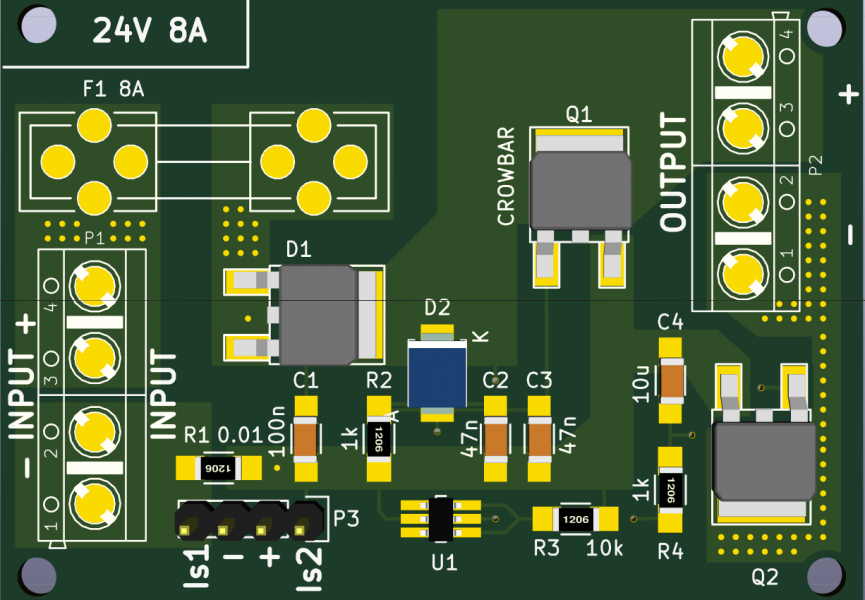 24V 8A
F1 8A
Q1
CROWBAR
OUTPUT
4
3
2
1
P2
+
-
P1
4
3
2
1
- INPUT +
INPUT
D1
D2
K
A
C1
100n
R2
1k
1206
C2
47n
C3
47n
C4
10u
R1 0.01
1206
P3
Is1
-
+
Is2
U1
R3
10k
1206
1k
1206
R4
Q2